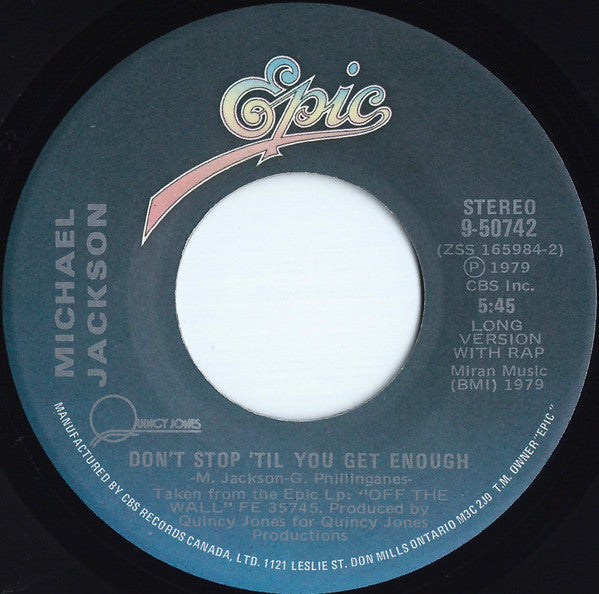 Epic
MICHAEL
JACKSON
STEREO
9-50742
(ZSS 165984-2)
Ⓟ 1979
CBS Inc.
5:45
LONG
VERSION
WITH RAP
Miran Music
(BMI) 1979
QUINCY JONES
DON'T STOP 'TIL YOU GET ENOUGH
-M. Jackson-G. Phillinganes-
Taken from the Epic Lp: "OFF THE
WALL" FE 35745. Produced by
Quincy Jones for Quincy Jones
Productions
MANUFACTURED BY CBS RECORDS CANADA, LTD. 1121 LESLIE ST. DON MILLS ONTARIO M3C 2J0 T.M. OWNER "EPIC"